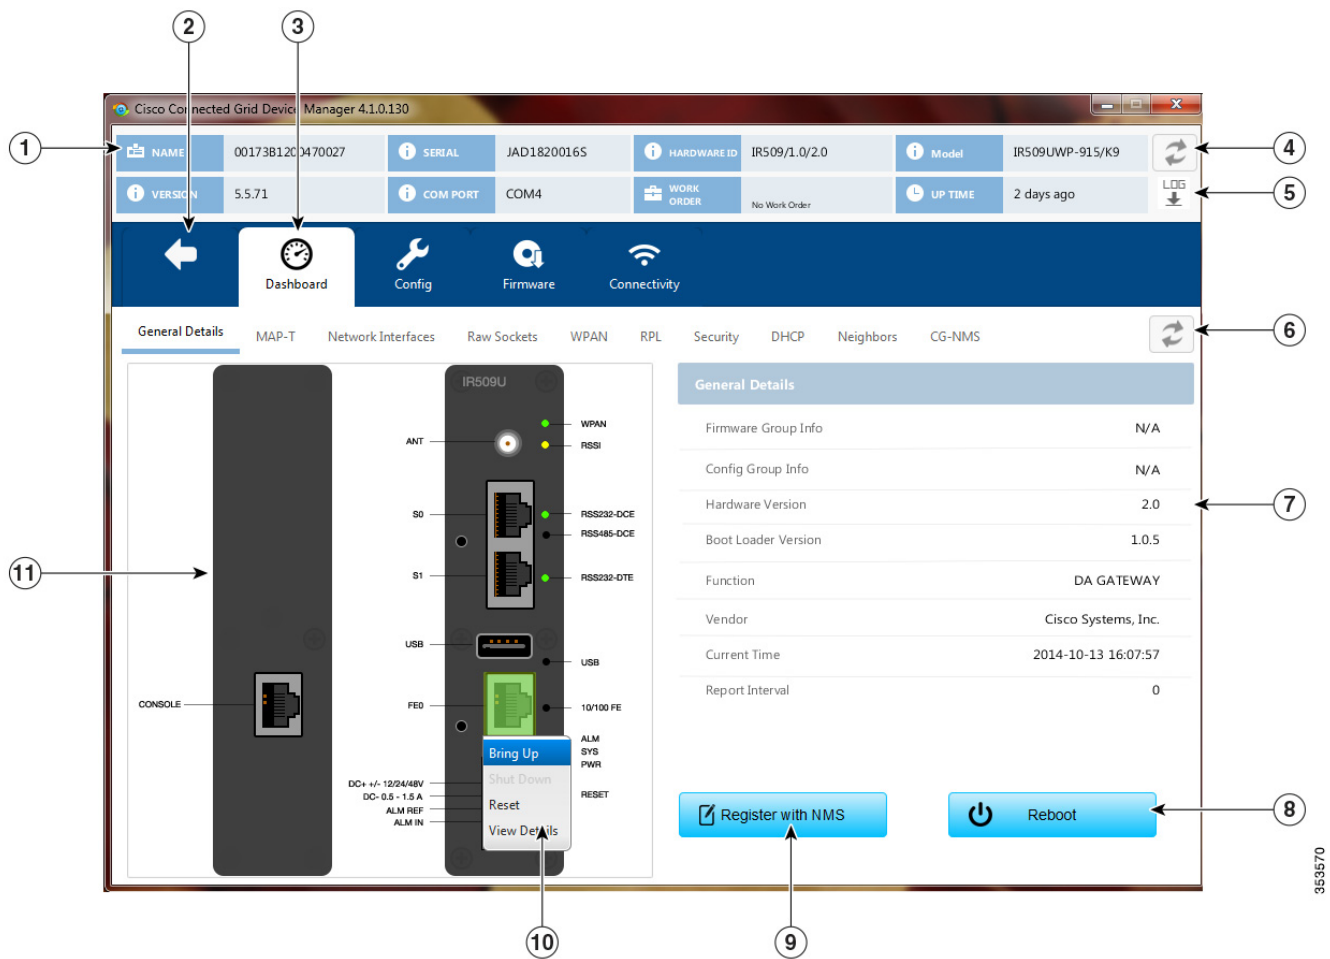 2
3
Cisco Connected Grid Device Manager 4.1.0.130
1
NAME 00173B1200470027 SERIAL JAD1820016S HARDWARE ID IR509/1.0/2.0 Model IR509UWP-915/K9
4
VERSION 5.5.71 COM PORT COM4 WORK ORDER No Work Order UP TIME 2 days ago LOG
5
Dashboard Config Firmware Connectivity
General Details MAP-T Network Interfaces Raw Sockets WPAN RPL Security DHCP Neighbors CG-NMS
6
IR509U
General Details
WPAN
ANT
RSSI
Firmware Group Info N/A
Config Group Info N/A
Hardware Version 2.0
7
S0
RSS232-DCE
RSS485-DCE
Boot Loader Version 1.0.5
11
S1
RSS232-DTE
Function DA GATEWAY
Vendor Cisco Systems, Inc.
USB
USB
Current Time 2014-10-13 16:07:57
Report Interval 0
CONSOLE
FE0
10/100 FE
ALM
SYS
PWR
RESET
Bring Up
Shut Down
Reset
View Details
DC+ +/- 12/24/48V
DC- 0.5 - 1.5 A
ALM REF
ALM IN
Register with NMS
Reboot
8
10
9
353570